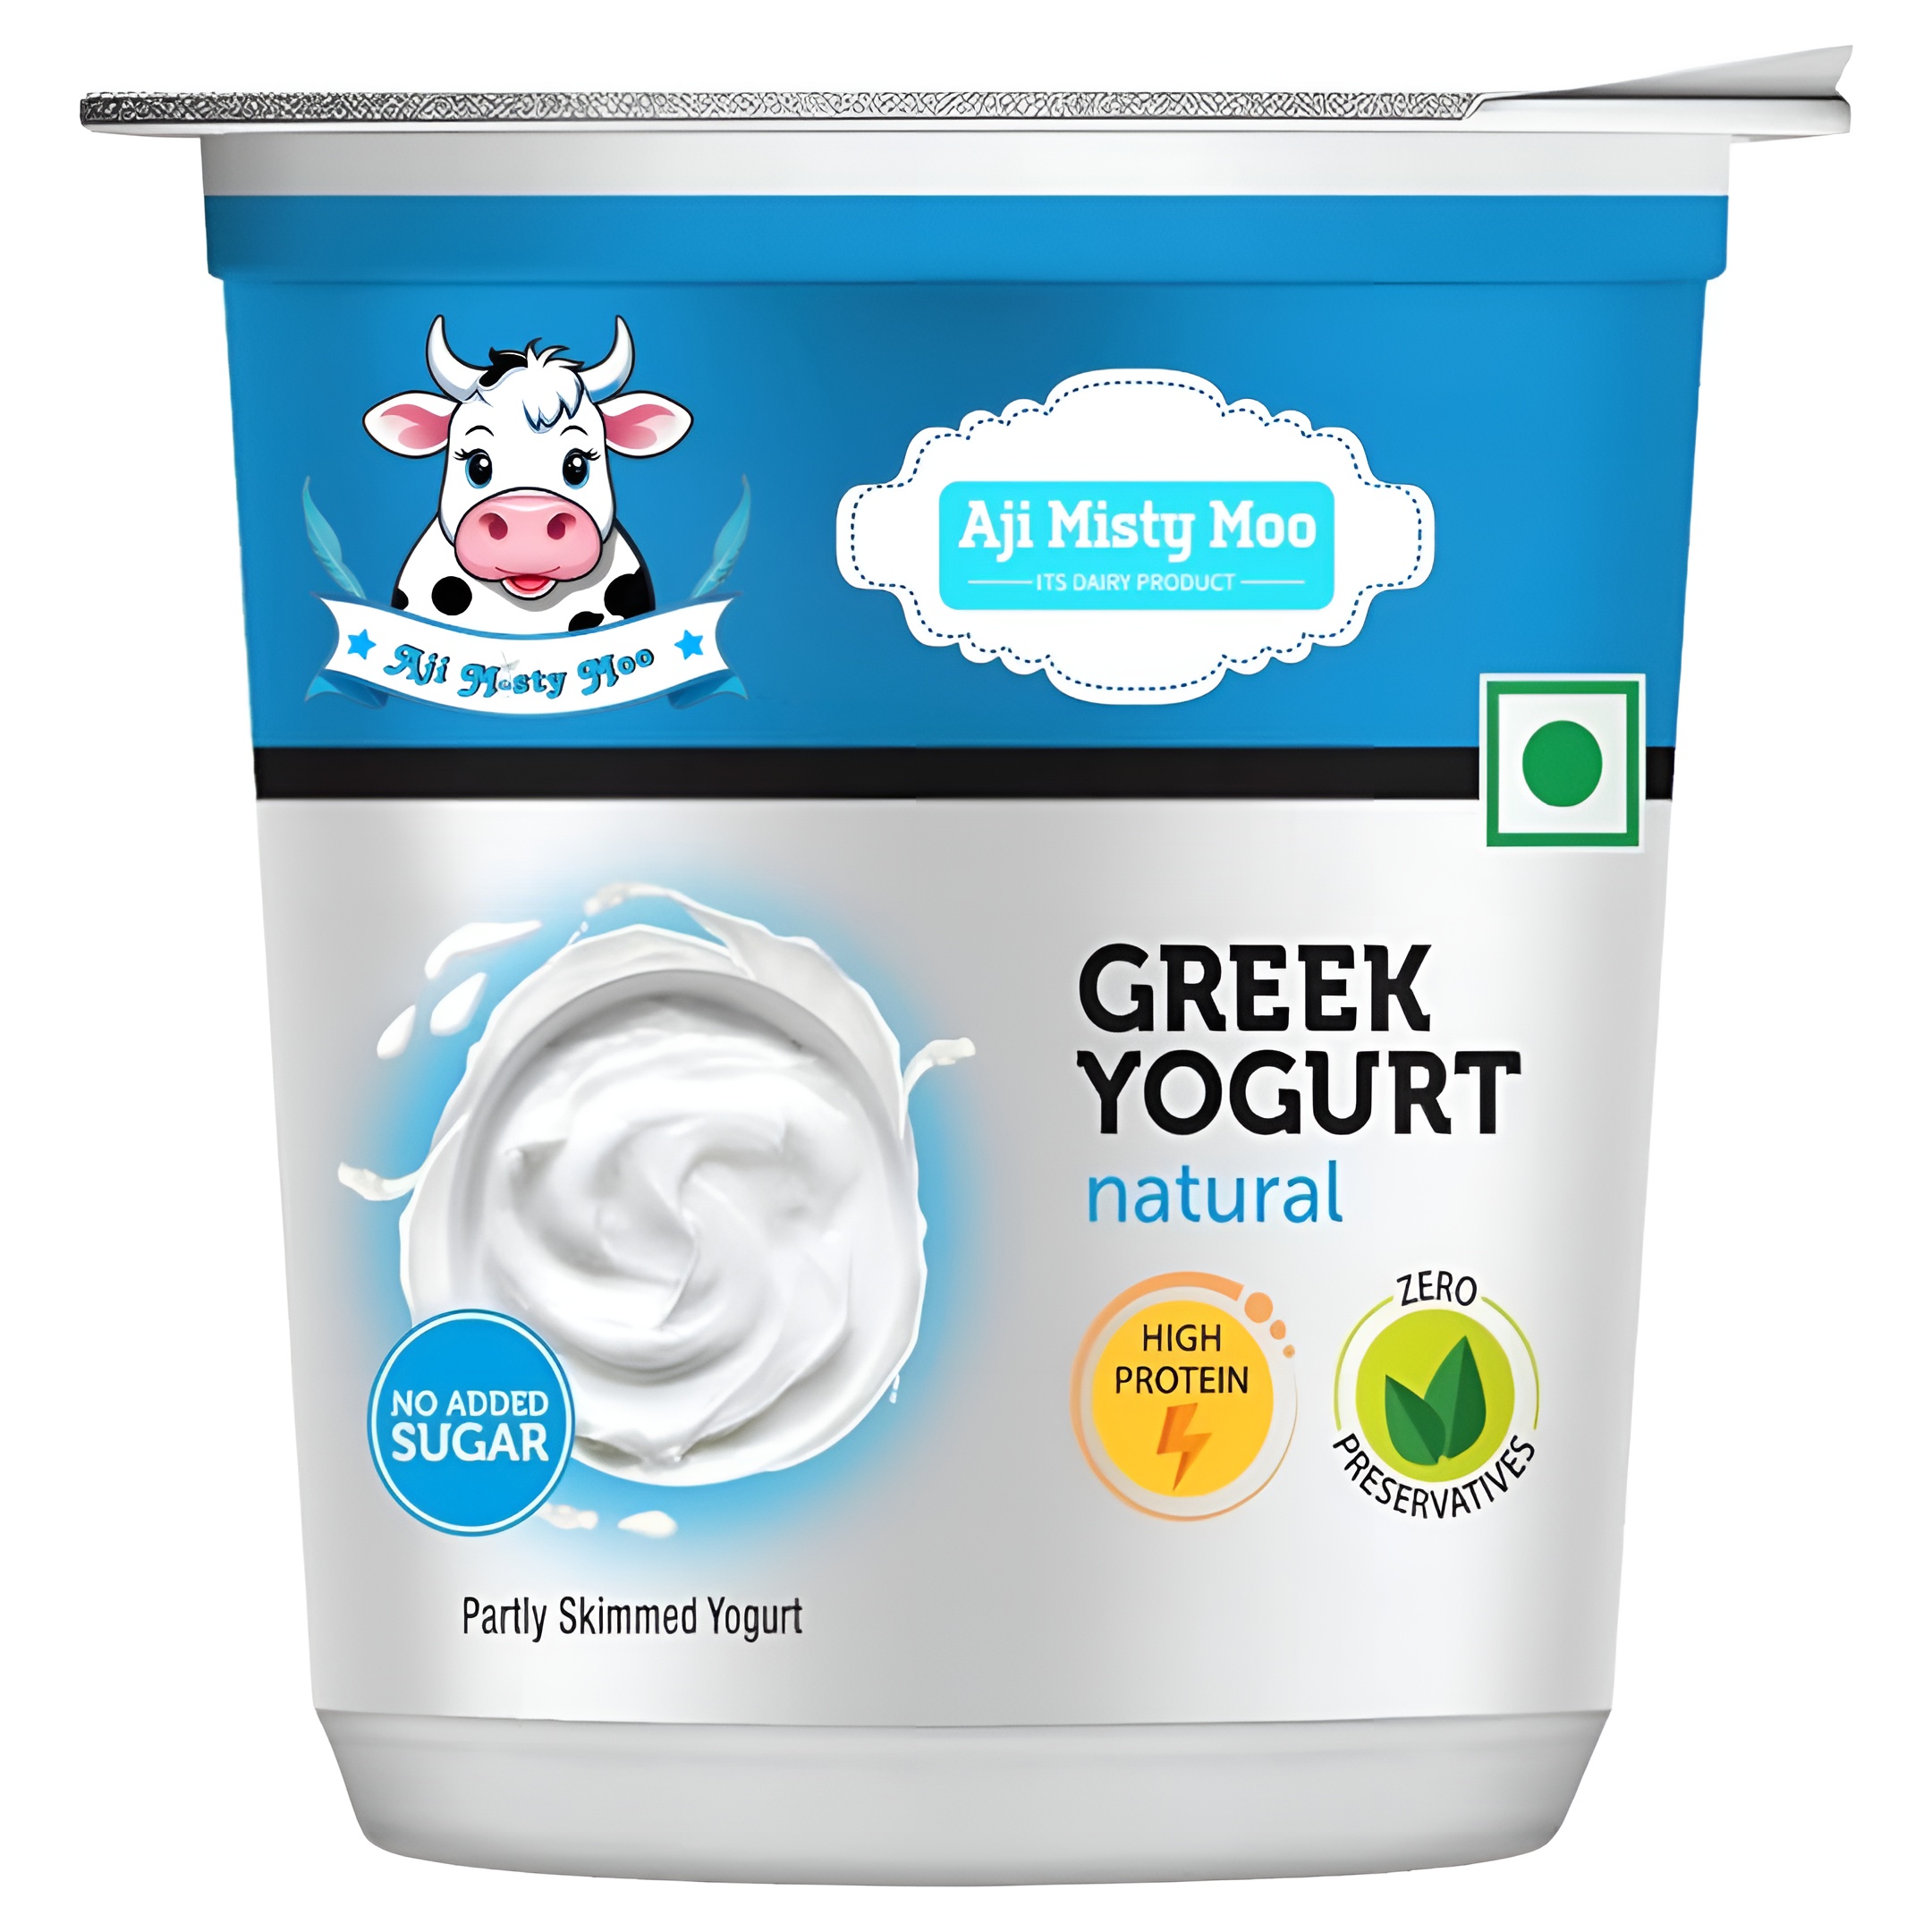 Aji Misty Moo
Aji Misty Moo
ITS DAIRY PRODUCT
GREEK
YOGURT
natural
HIGH
PROTEIN
ZERO
PRESERVATIVES
NO ADDED
SUGAR
Partly Skimmed Yogurt